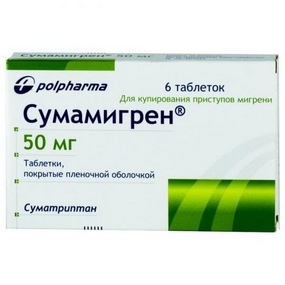 polpharma
6 таблеток
Для купирования приступов мигрени
Сумамигрен®
50 мг
Таблетки,
покрытые пленочной оболочкой
Суматриптан